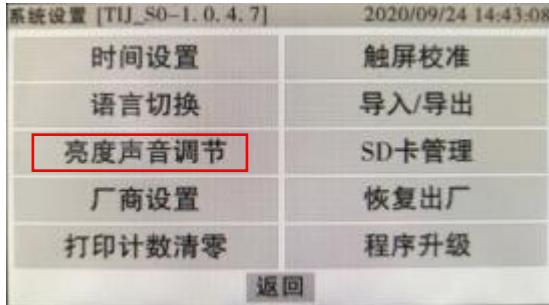 系统设置 [TIJ_S0-1.0.4.7] 2020/09/24 14:43:08
时间设置 触屏校准
语言切换 导入/导出
亮度声音调节 SD卡管理
厂商设置 恢复出厂
打印计数清零 程序升级
返回